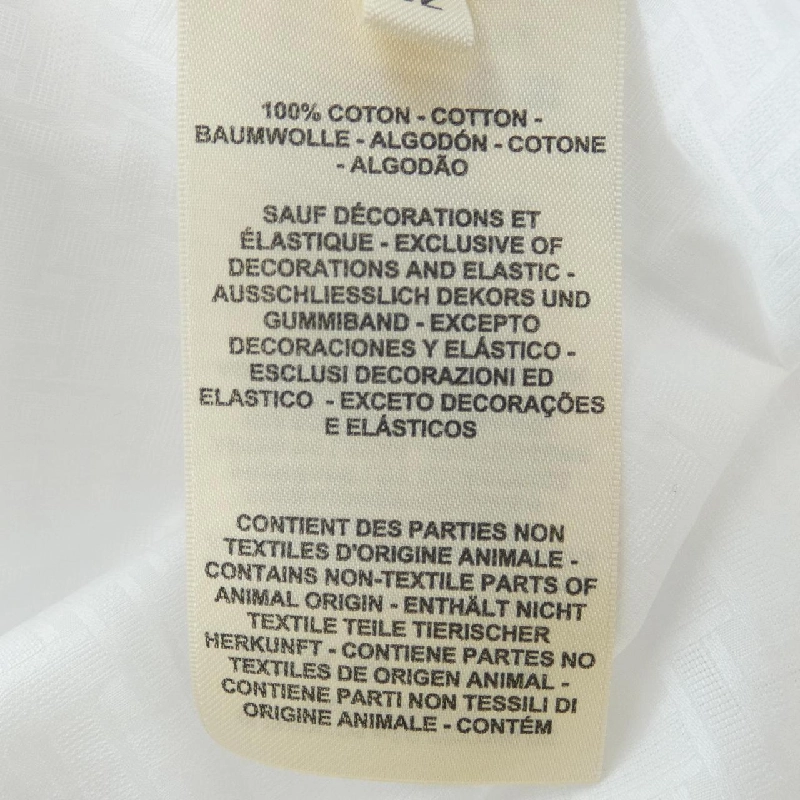 100% COTON - COTTON -
BAUMWOLLE - ALGODÓN - COTONE
- ALGODÃO
SAUF DÉCORATIONS ET
ÉLASTIQUE - EXCLUSIVE OF
DECORATIONS AND ELASTIC -
AUSSCHLIESSLICH DEKORS UND
GUMMIBAND - EXCEPTO
DECORACIONES Y ELÁSTICO -
ESCLUSI DECORAZIONI ED
ELASTICO - EXCETO DECORAÇÕES
E ELÁSTICOS
CONTIENT DES PARTIES NON
TEXTILES D'ORIGINE ANIMALE -
CONTAINS NON-TEXTILE PARTS OF
ANIMAL ORIGIN - ENTHÄLT NICHT
TEXTILE TEILE TIERISCHER
HERKUNFT - CONTIENE PARTES NO
TEXTILES DE ORIGEN ANIMAL -
CONTIENE PARTI NON TESSILI DI
ORIGINE ANIMALE - CONTÉM